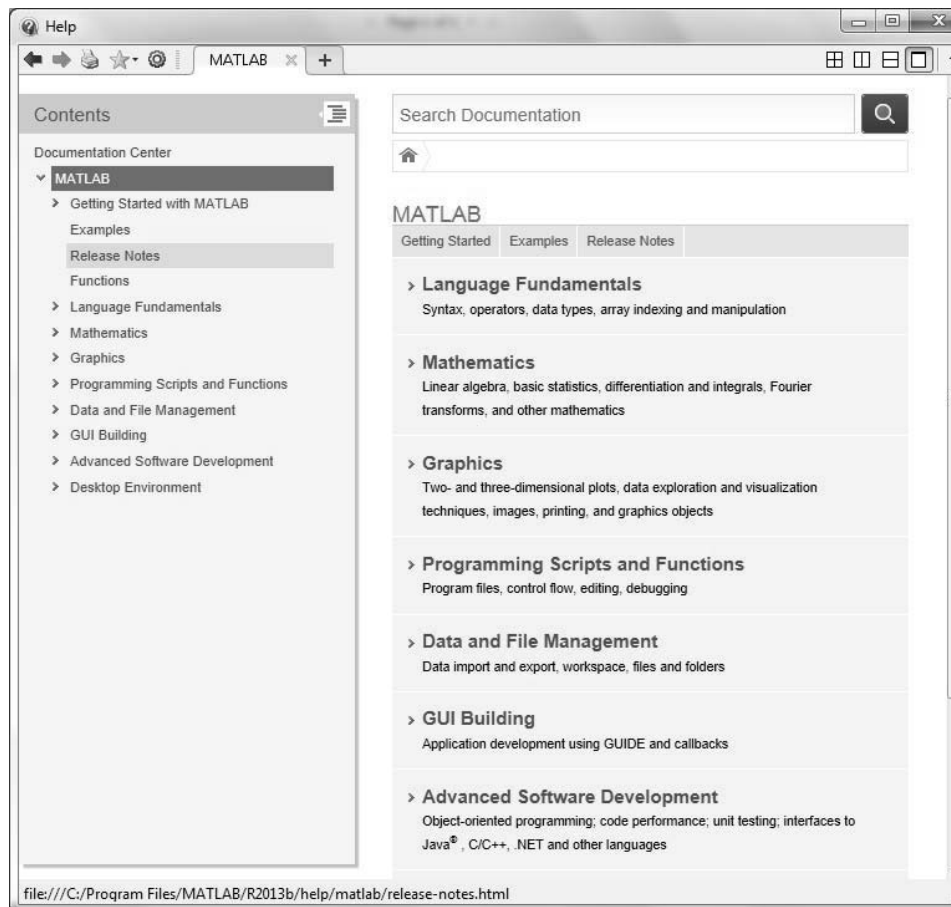 Help
MATLAB
Contents
Documentation Center
MATLAB
Getting Started with MATLAB
Examples
Release Notes
Functions
Language Fundamentals
Mathematics
Graphics
Programming Scripts and Functions
Data and File Management
GUI Building
Advanced Software Development
Desktop Environment
Search Documentation
MATLAB
Getting Started Examples Release Notes
Language Fundamentals
Syntax, operators, data types, array indexing and manipulation
Mathematics
Linear algebra, basic statistics, differentiation and integrals, Fourier
transforms, and other mathematics
Graphics
Two- and three-dimensional plots, data exploration and visualization
techniques, images, printing, and graphics objects
Programming Scripts and Functions
Program files, control flow, editing, debugging
Data and File Management
Data import and export, workspace, files and folders
GUI Building
Application development using GUIDE and callbacks
Advanced Software Development
Object-oriented programming; code performance; unit testing; interfaces to
Java® , C/C++, .NET and other languages
file:///C:/Program Files/MATLAB/R2013b/help/matlab/release-notes.html